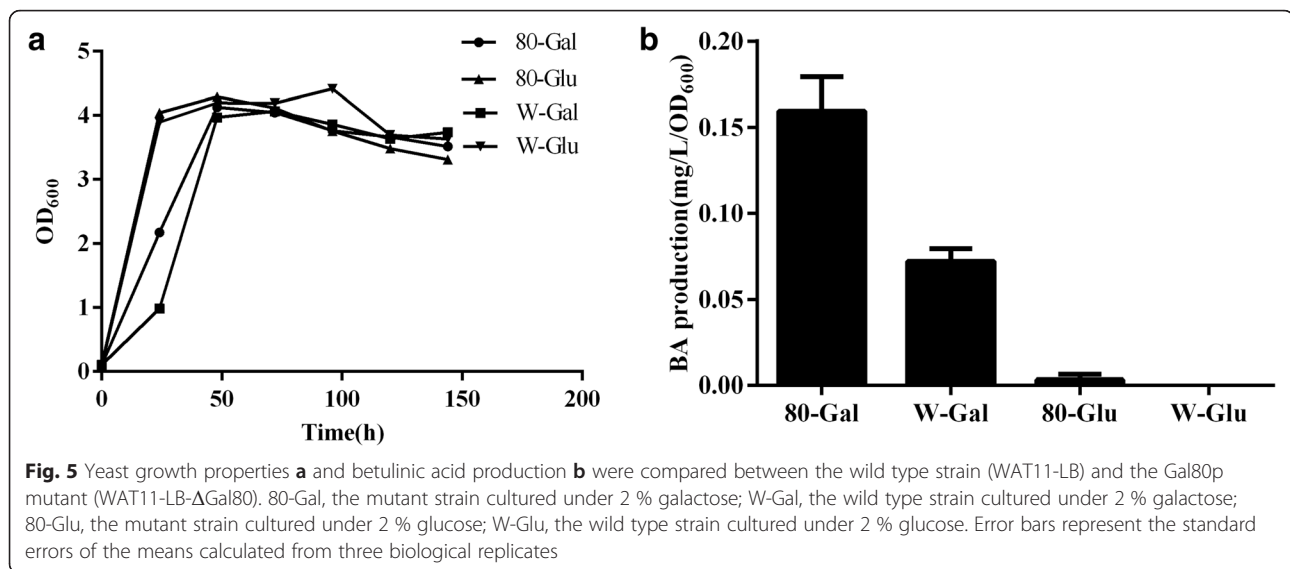 a
5
4
3
2
1
0
OD600
0 50 100 150 200
Time(h)
80-Gal
80-Glu
W-Gal
W-Glu
b
0.20
0.15
0.10
0.05
0.00
BA production(mg/L/OD600)
80-Gal W-Gal 80-Glu W-Glu
Fig. 5 Yeast growth properties a and betulinic acid production b were compared between the wild type strain (WAT11-LB) and the Gal80p
mutant (WAT11-LB-ΔGal80). 80-Gal, the mutant strain cultured under 2 % galactose; W-Gal, the wild type strain cultured under 2 % galactose;
80-Glu, the mutant strain cultured under 2 % glucose; W-Glu, the wild type strain cultured under 2 % glucose. Error bars represent the standard
errors of the means calculated from three biological replicates